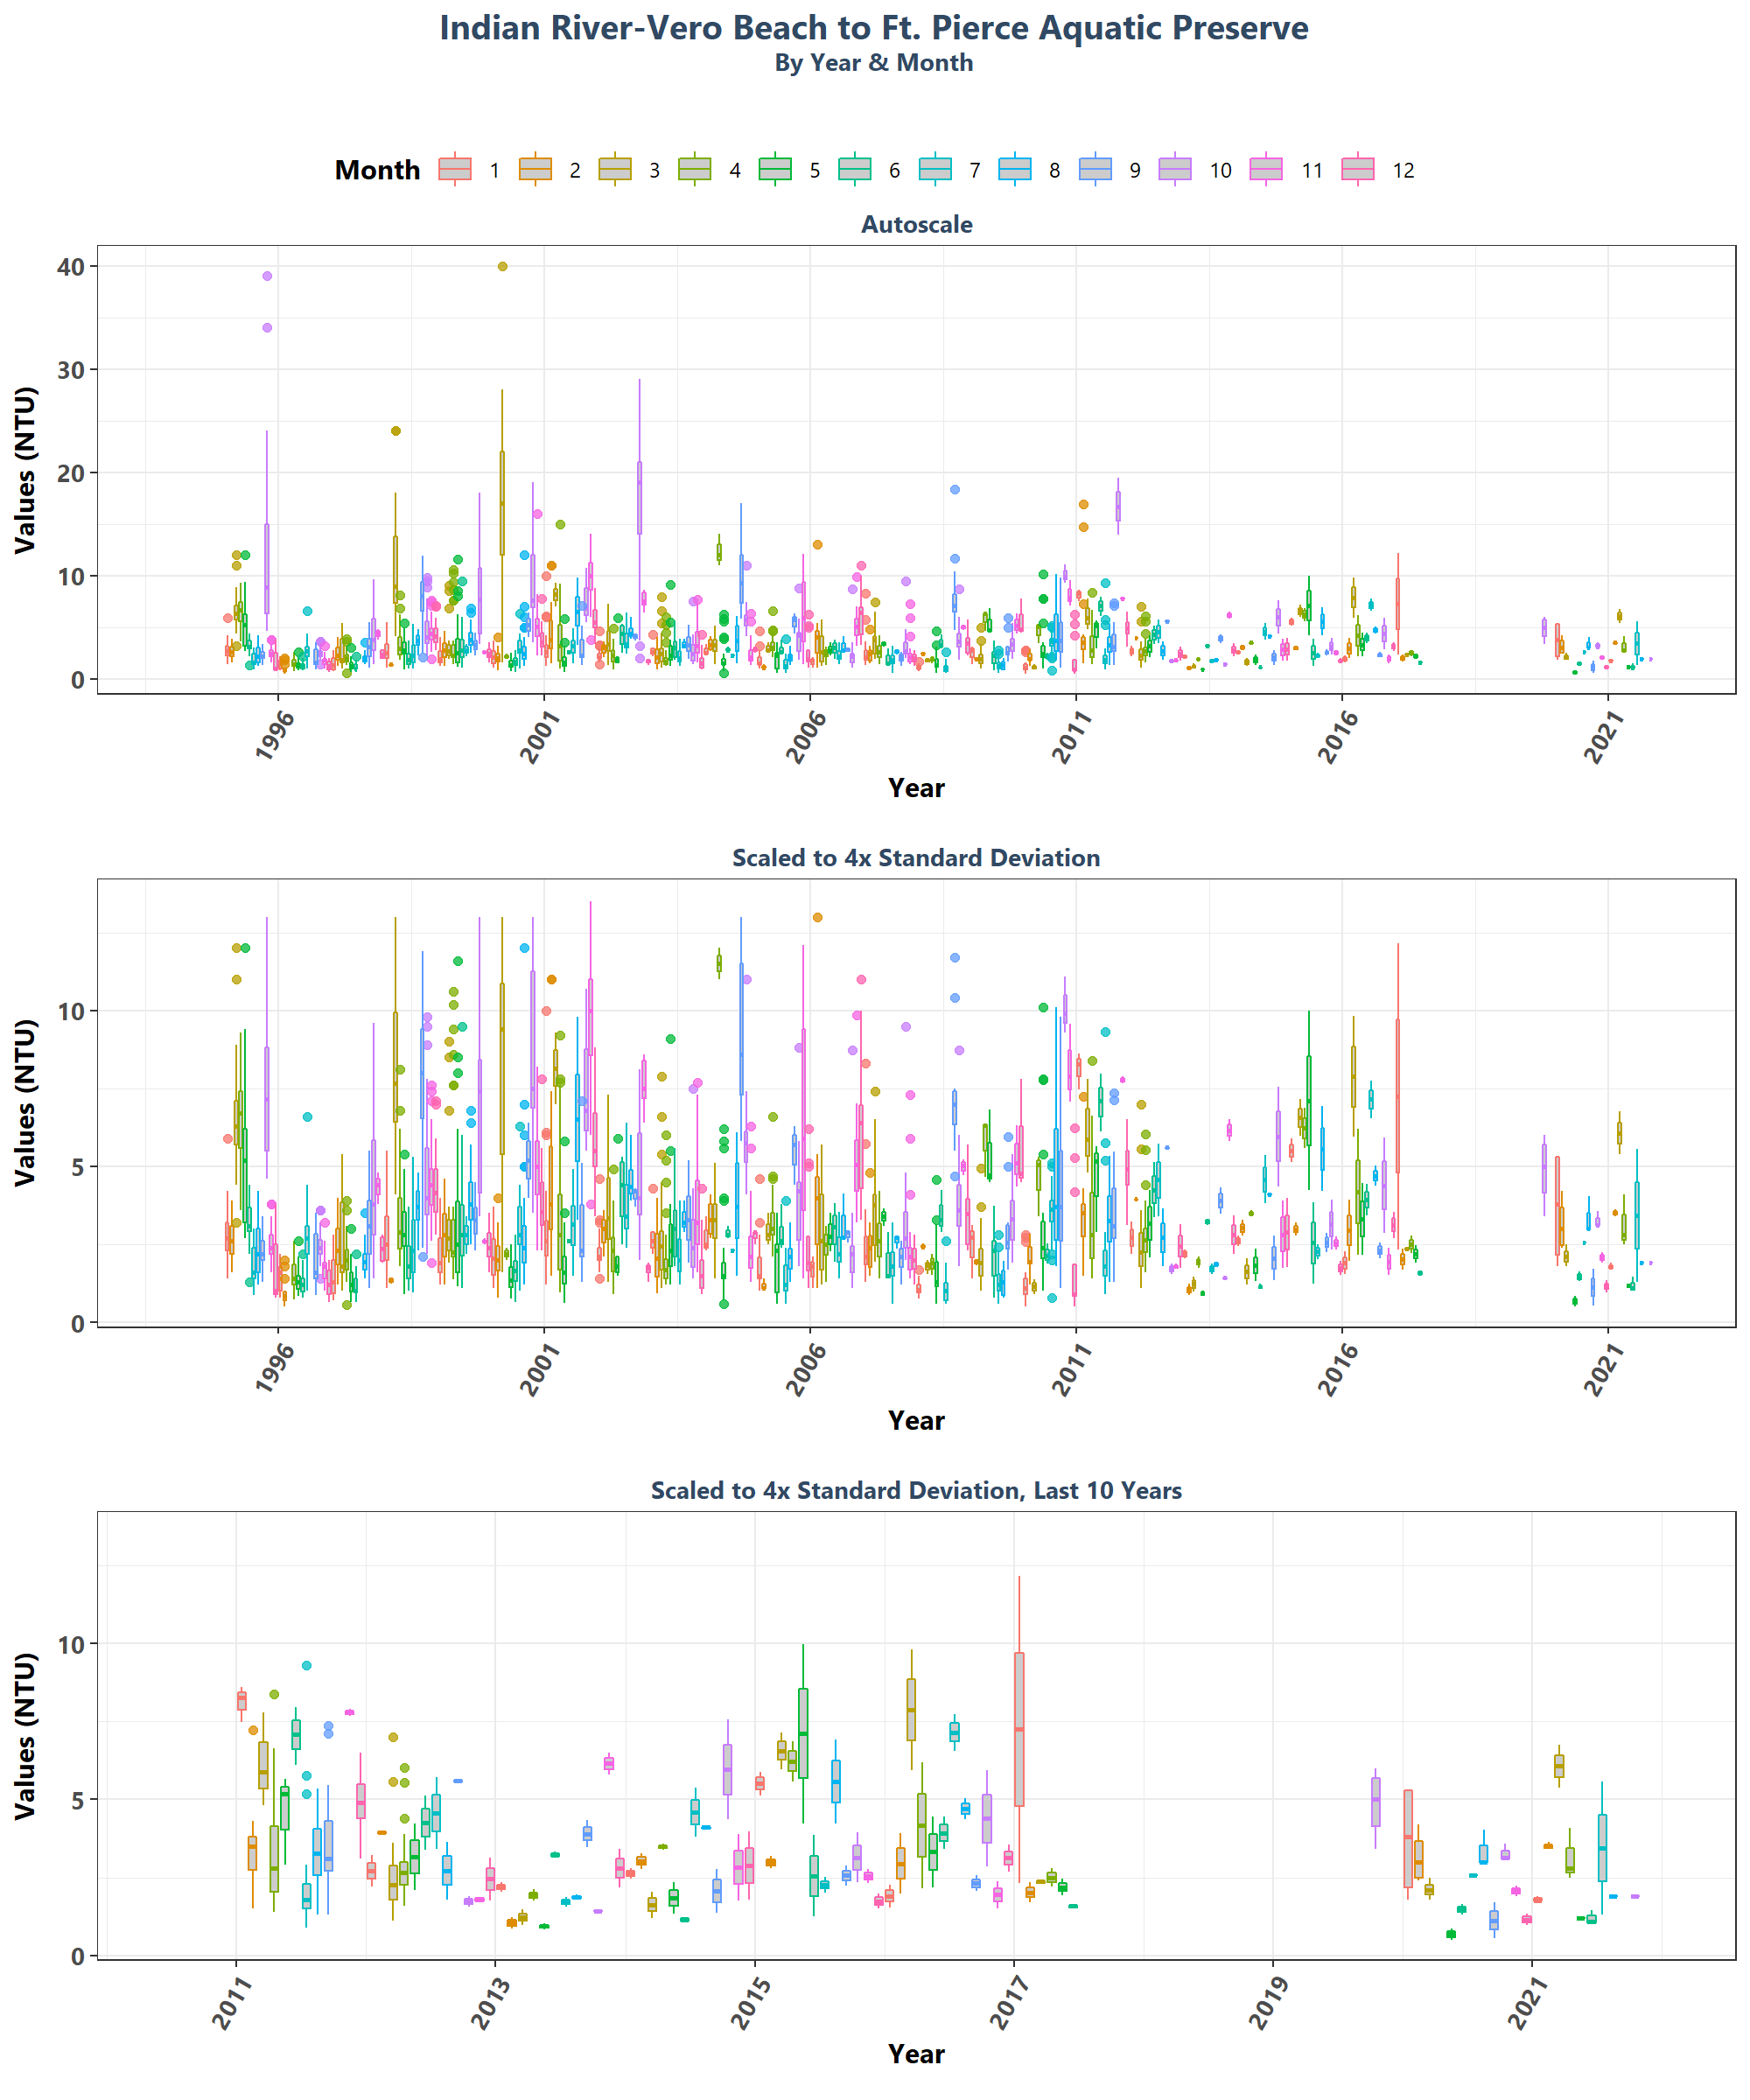 Indian River-Vero Beach to Ft. Pierce Aquatic Preserve
By Year & Month
Month 1 2 3 4 5 6 7 8 9 10 11 12
Autoscale
Values (NTU)
40
30
20
10
0
1996 2001 2006 2011 2016 2021
Year
Scaled to 4x Standard Deviation
Values (NTU)
10
5
0
1996 2001 2006 2011 2016 2021
Year
Scaled to 4x Standard Deviation, Last 10 Years
Values (NTU)
10
5
0
2011 2013 2015 2017 2019 2021
Year